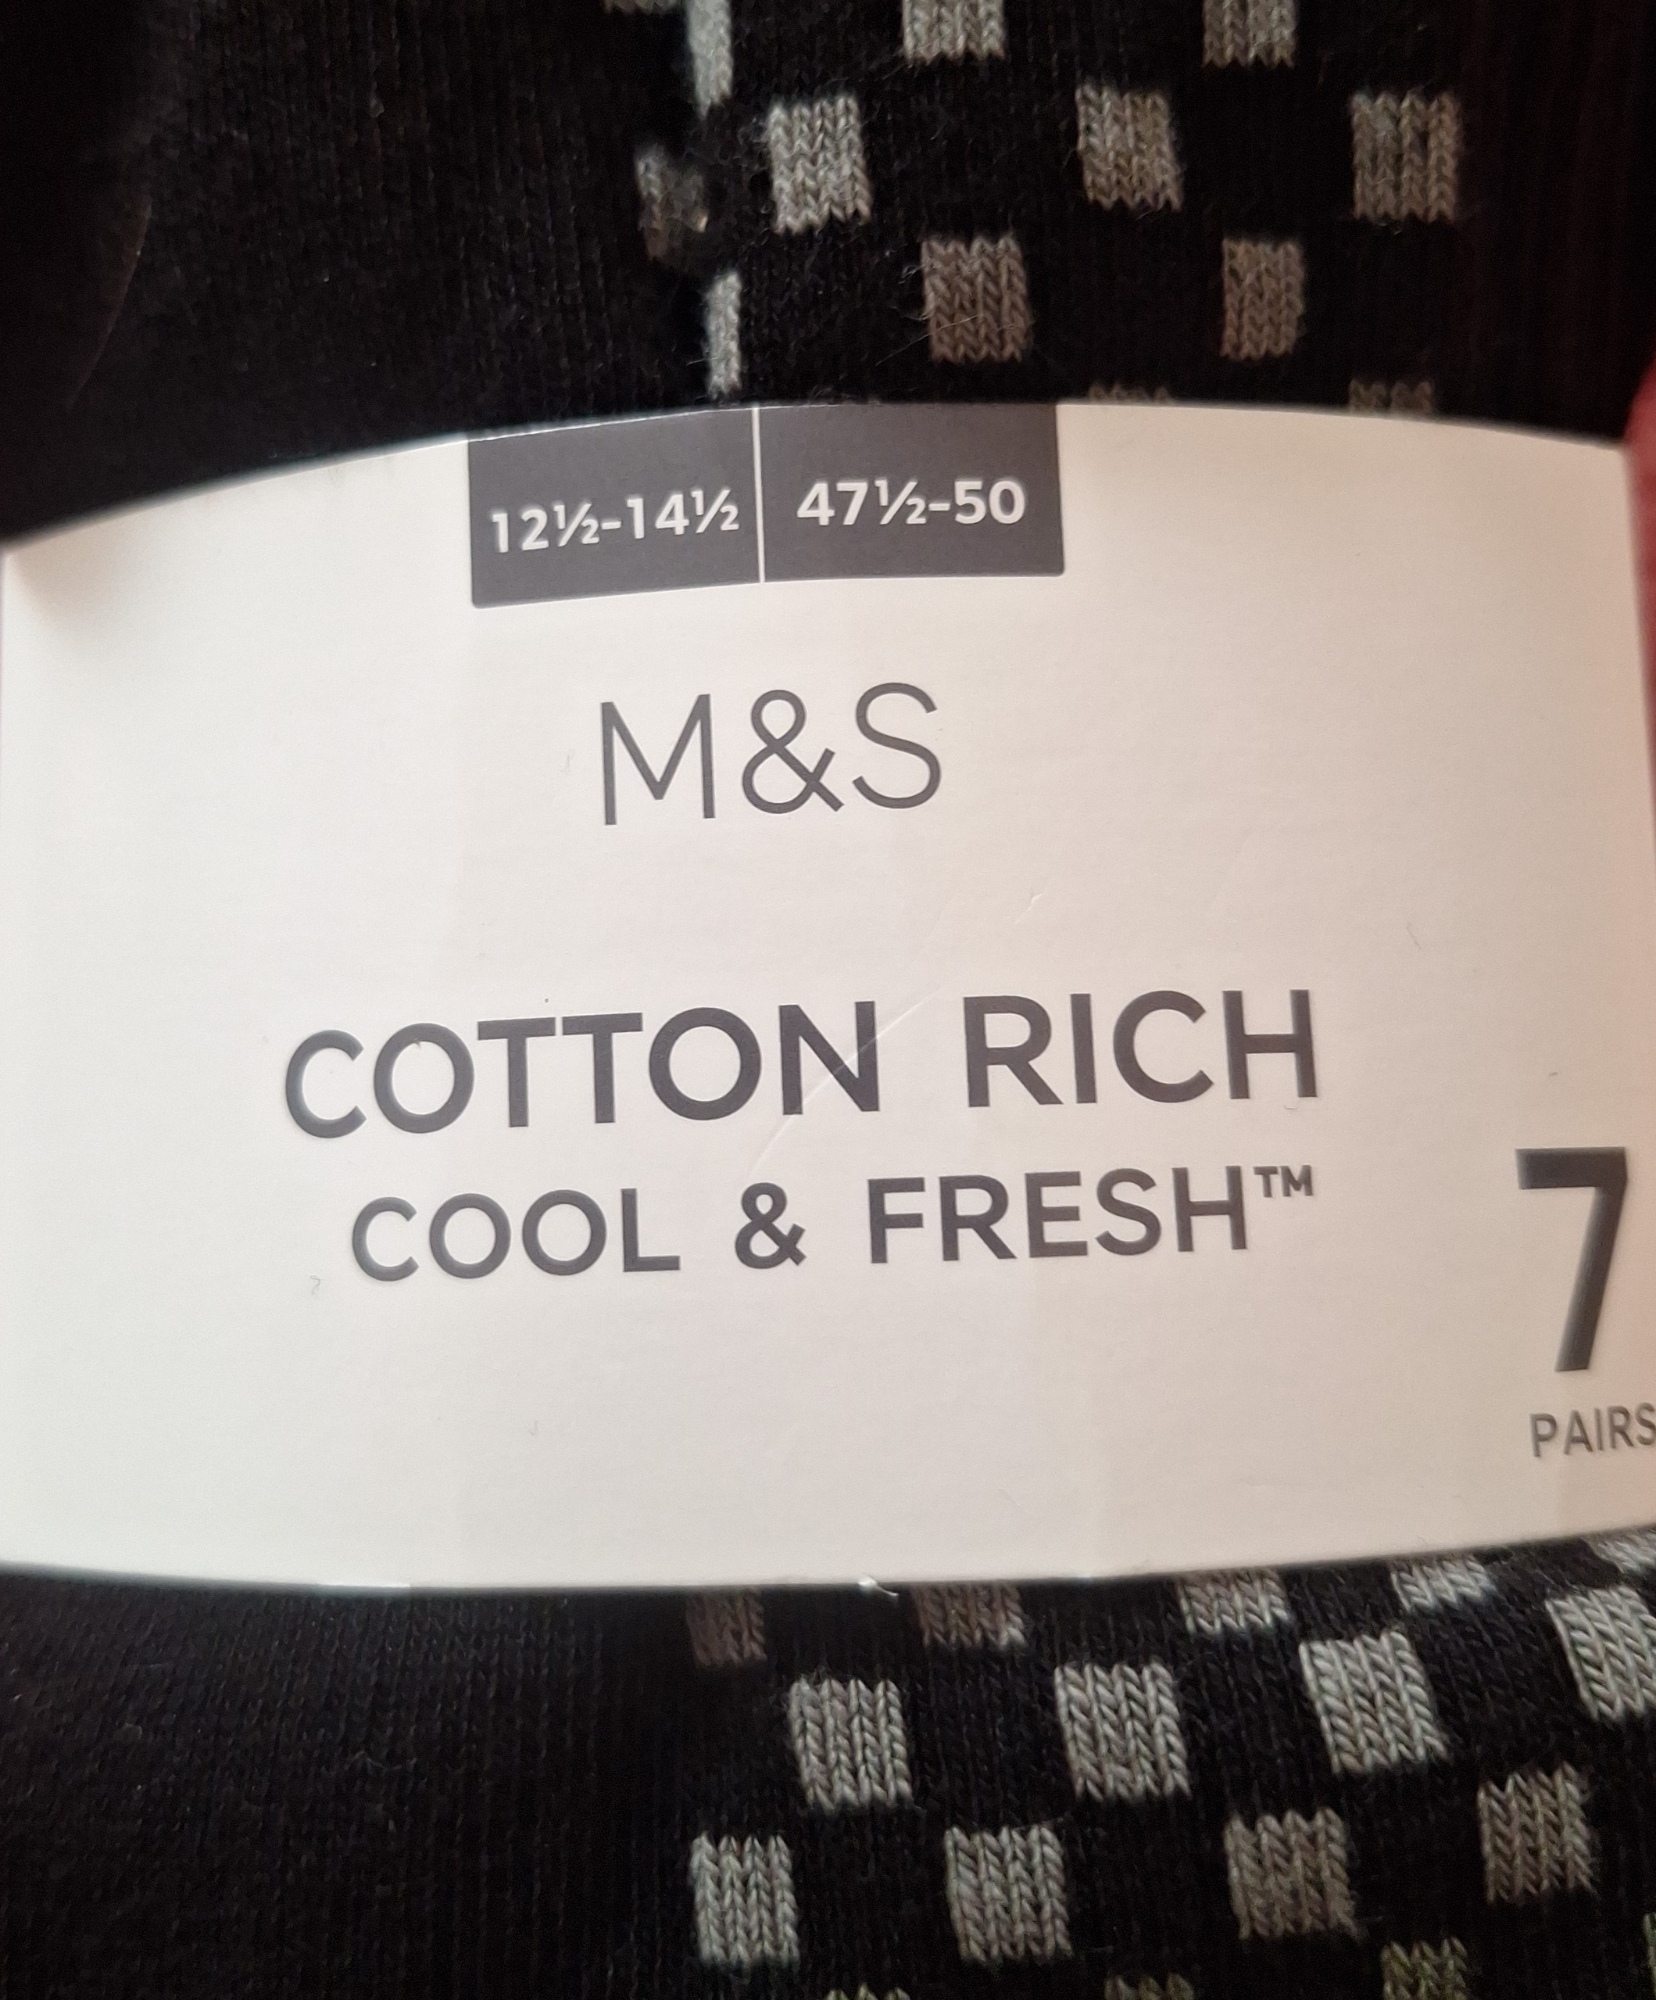 12½-14½ 47½-50
M&S
COTTON RICH
COOL & FRESH™
7
PAIRS